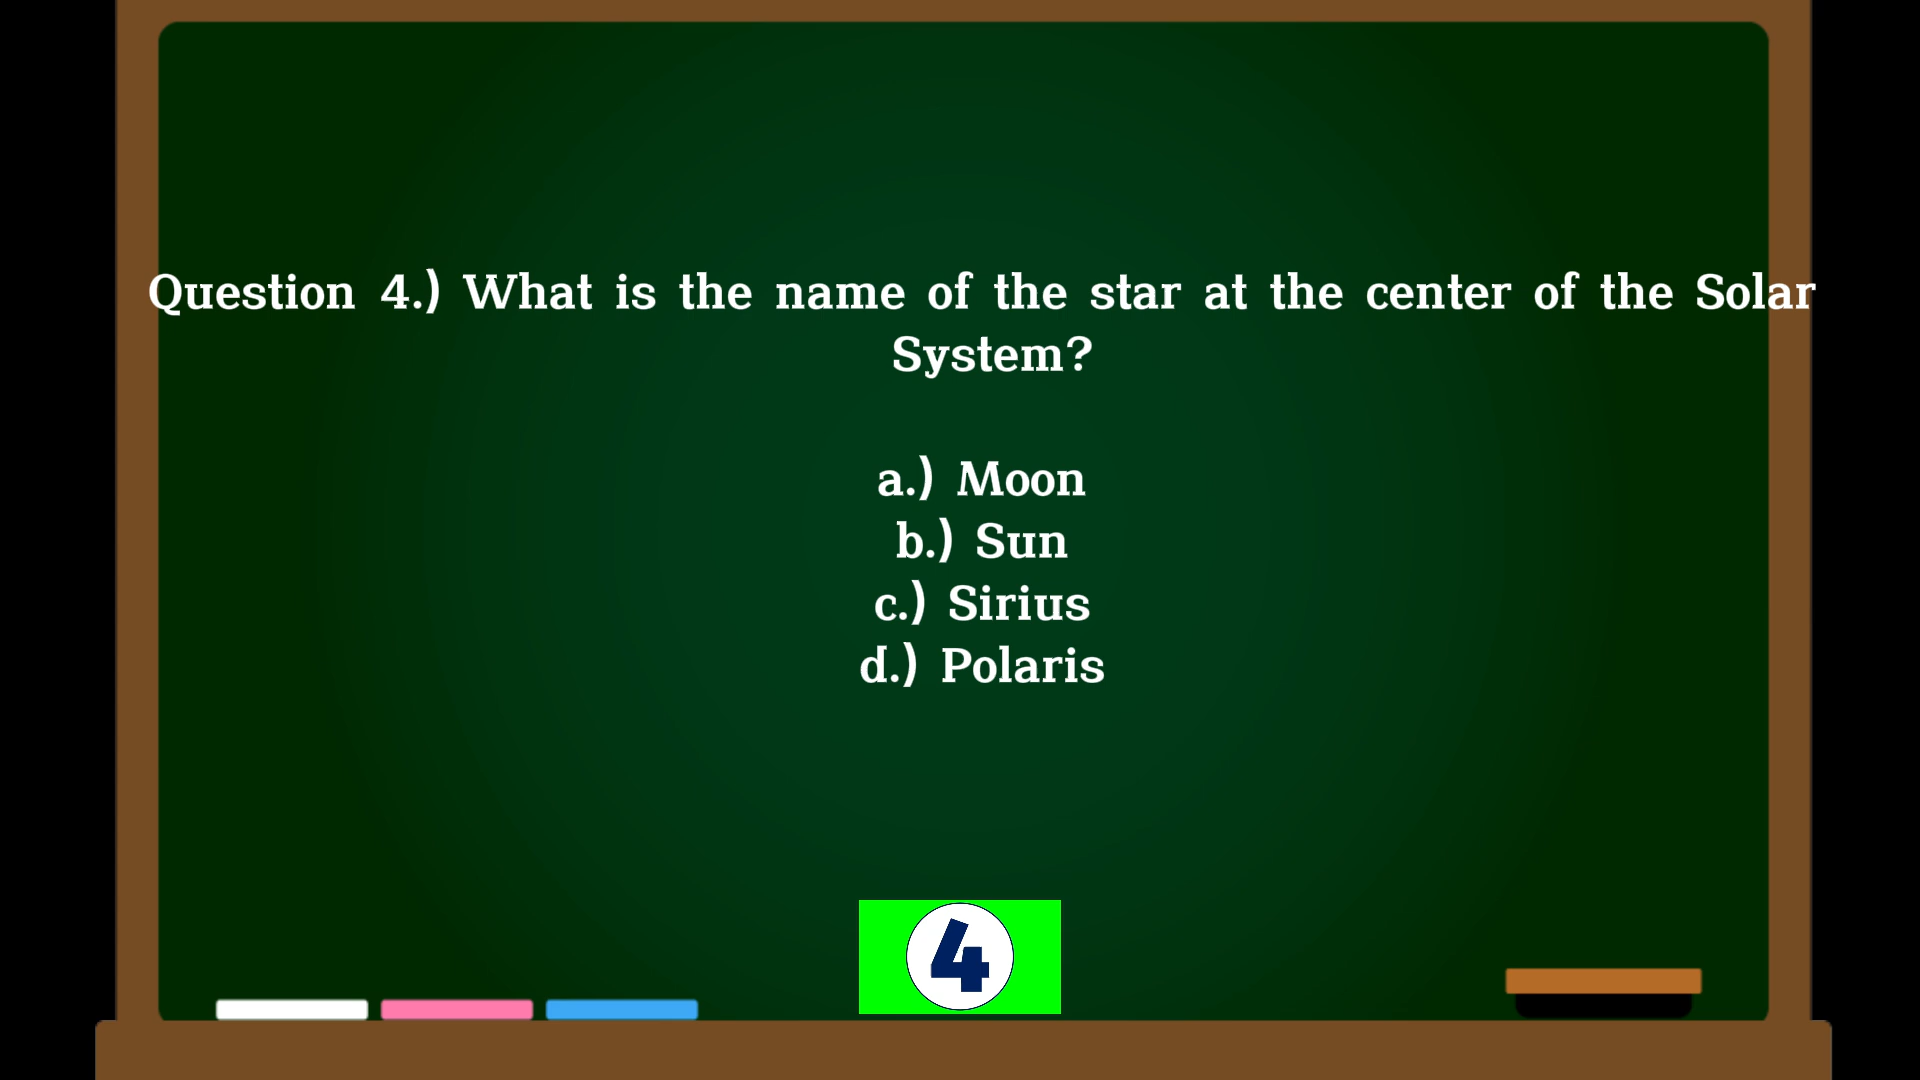 Question 4.) What is the name of the star at the center of the Solar
System?
a.) Moon
b.) Sun
c.) Sirius
d.) Polaris
4